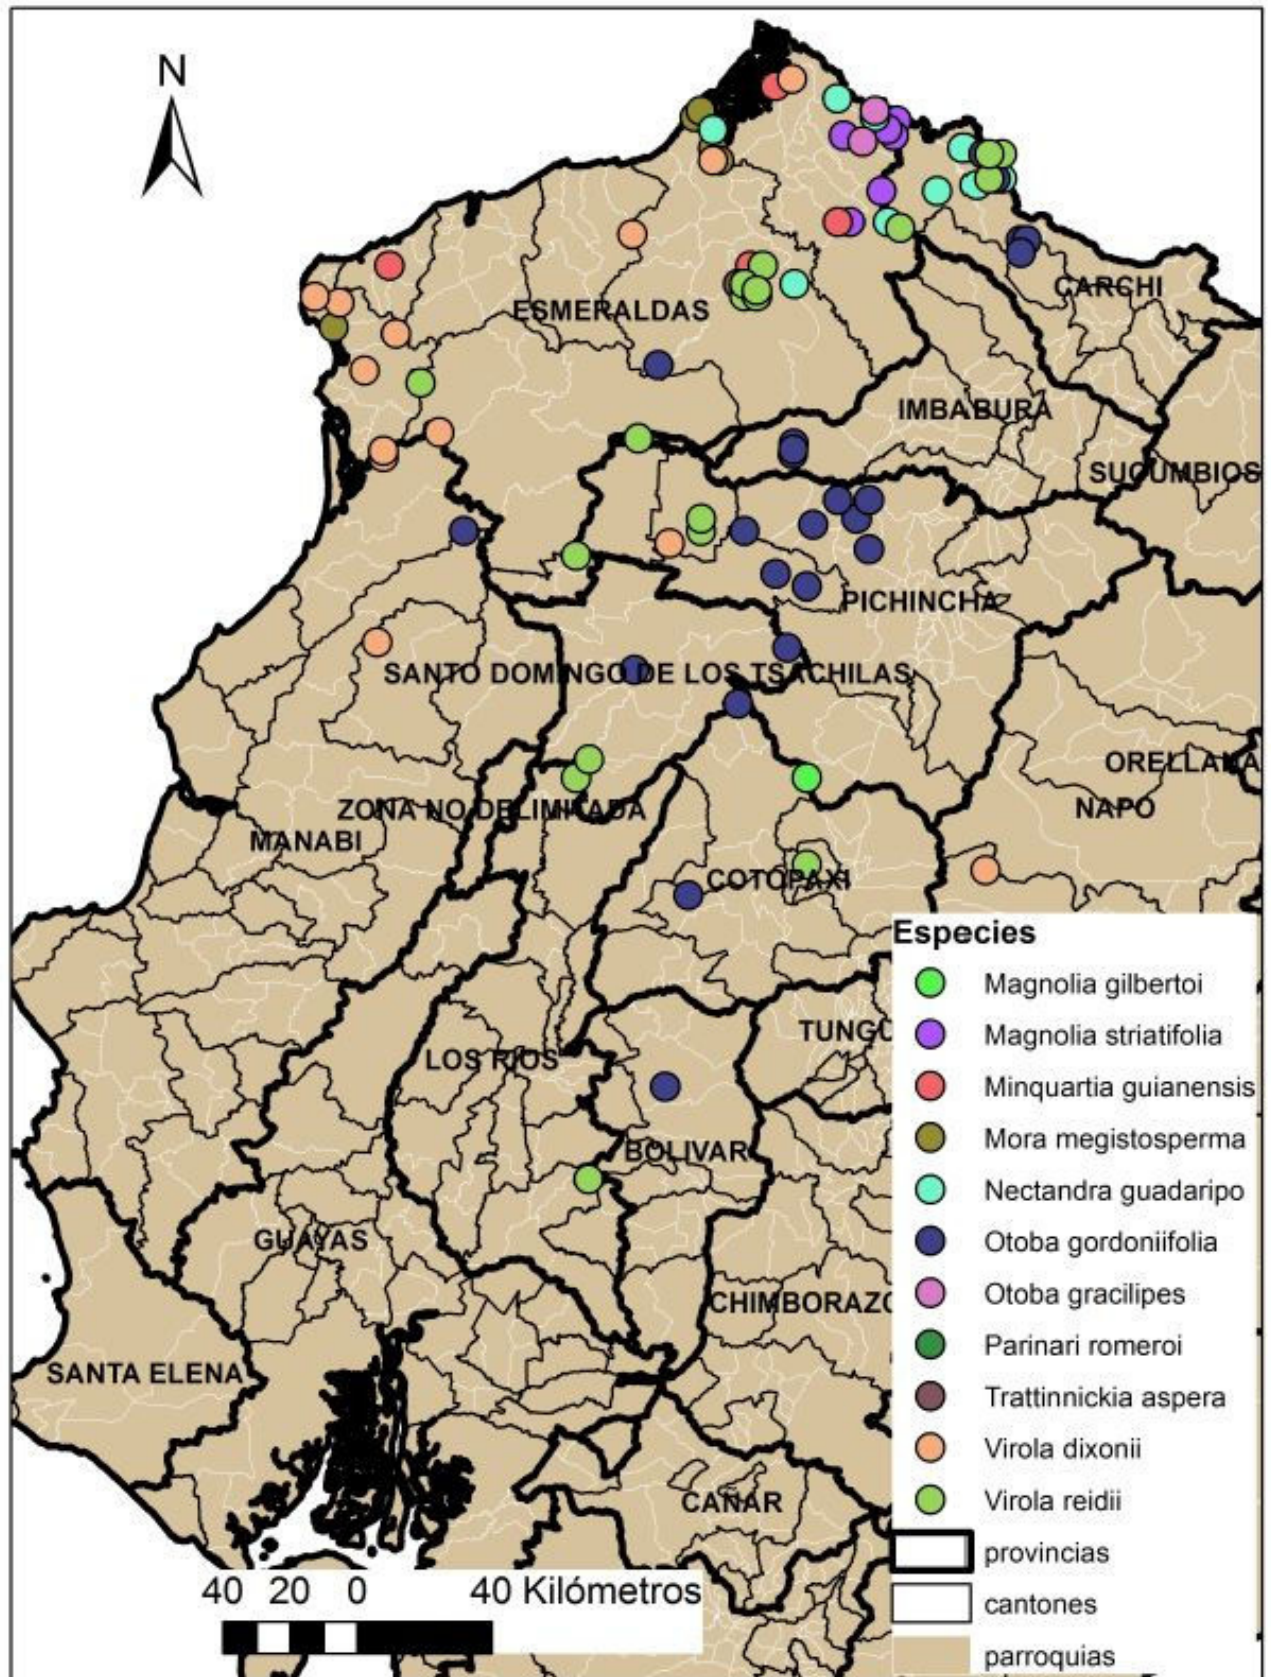 N
ESMERALDAS
CARCHI
IMBABURA
SUCUMBIOS
PICHINCHA
SANTO DOMINGO DE LOS TSACHILAS
ORELLANA
NAPO
ZONA NO DELIMITADA
MANABI
COTOPAXI
TUNGU
LOS RIOS
BOLIVAR
GUAYAS
CHIMBORAZO
SANTA ELENA
CAÑAR
Especies
Magnolia gilbertoi
Magnolia striatifolia
Minquartia guianensis
Mora megistosperma
Nectandra guadaripo
Otoba gordoniifolia
Otoba gracilipes
Parinari romeroi
Trattinnickia aspera
Virola dixonii
Virola reidii
provincias
cantones
parroquias
40 20 0 40 Kilómetros